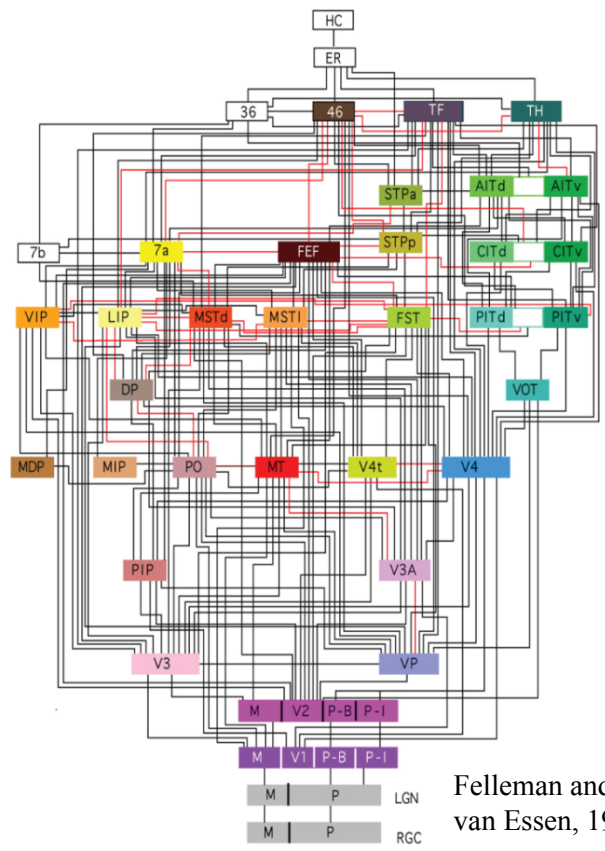 HC
ER
36 46 TF TH
STPa AITd AITv
7b 7a FEF STPp CITd CITv
VIP LIP MSTd MSTl FST PITd PITv
DP VOT
MDP MIP PO MT V4t V4
PIP V3A
V3 VP
M V2 P-B P-I
M V1 P-B P-I
M P LGN
M P RGC
Felleman and
van Essen, 19